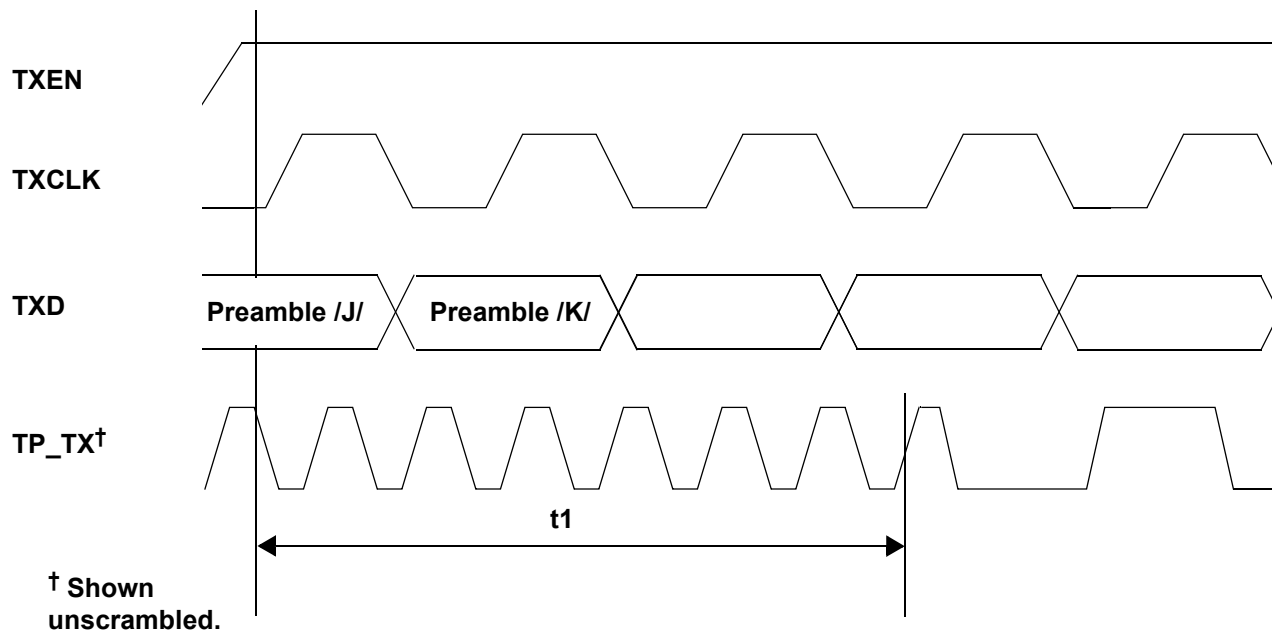 TXEN
TXCLK
TXD
Preamble /J/
Preamble /K/
TP_TX†
t1
† Shown
unscrambled.